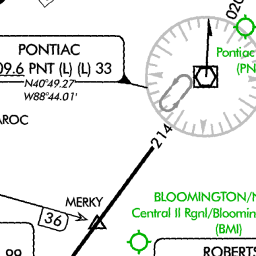 020
PONTIAC
09.6 PNT (L) (L) 33
N40°49.27'
W88°44.01'
Pontiac
(PN
AROC
214
MERKY
36
BLOOMINGTON/N
Central Il Rgnl/Bloomin
(BMI)
99
ROBERTS